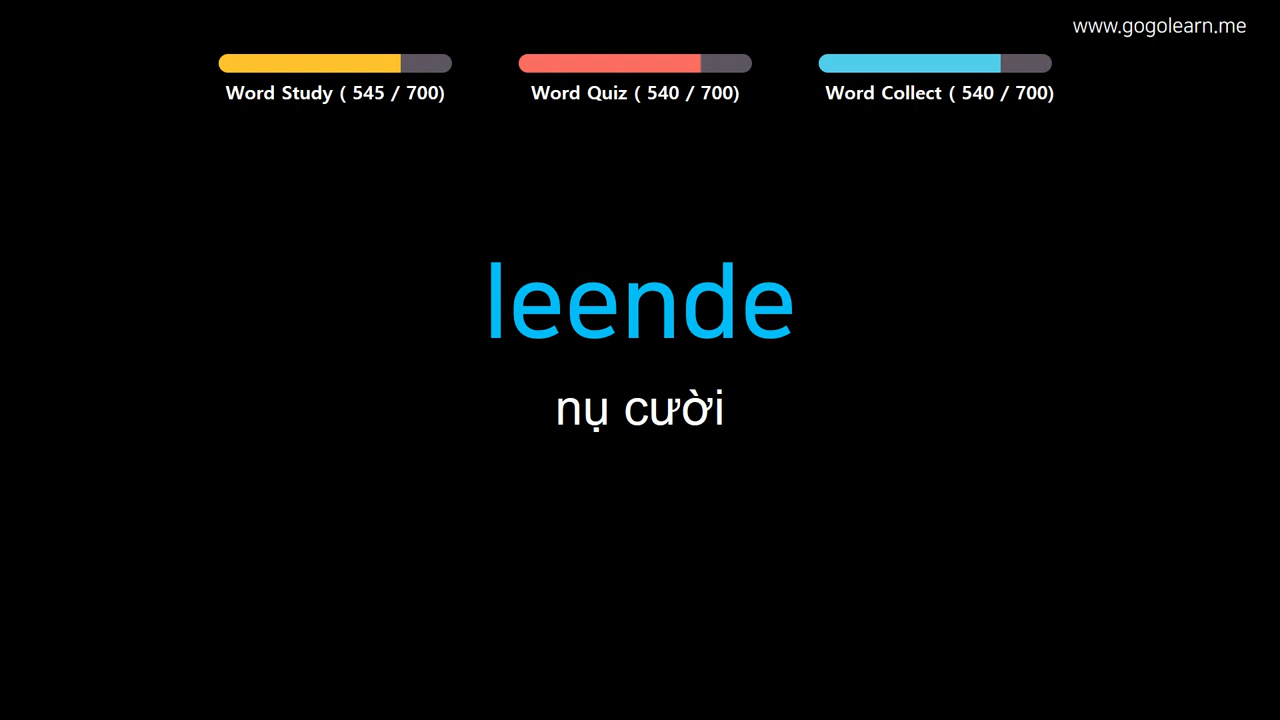 www.gogolearn.me
Word Study ( 545 / 700)
Word Quiz ( 540 / 700)
Word Collect ( 540 / 700)
leende
nụ cười